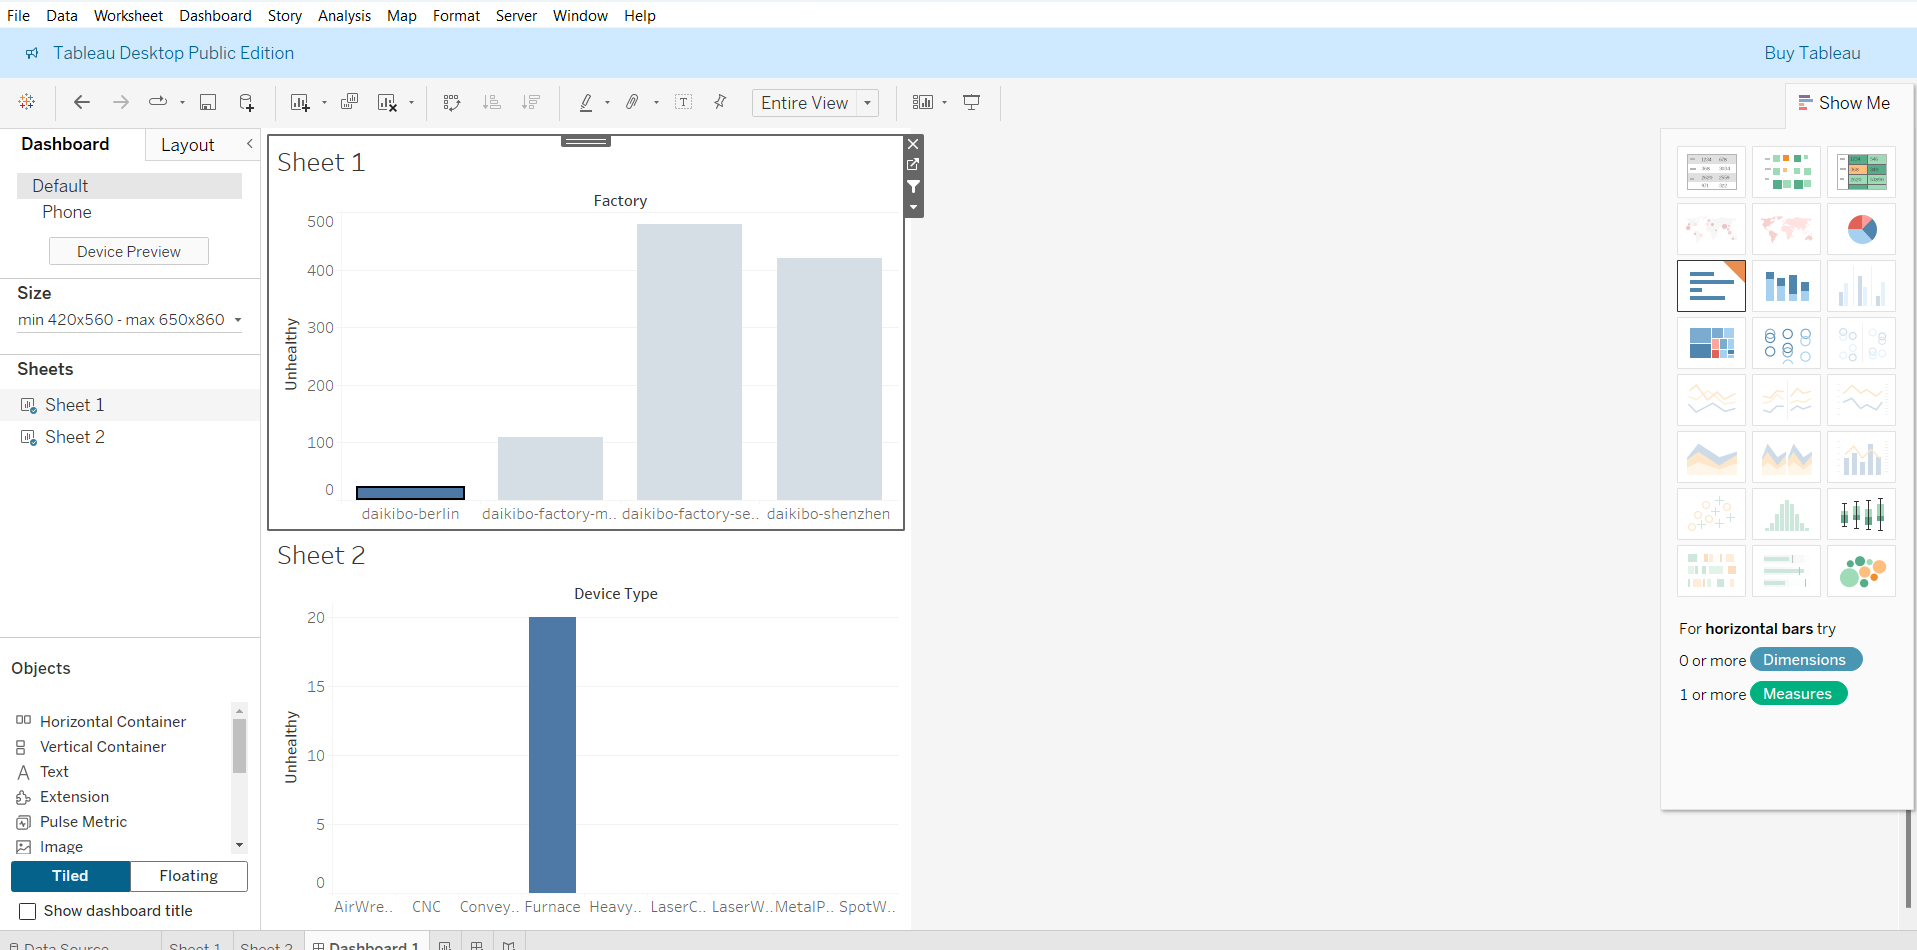 File Data Worksheet Dashboard Story Analysis Map Format Server Window Help
Tableau Desktop Public Edition
Buy Tableau
Entire View
Show Me
Dashboard
Layout
Default
Phone
Device Preview
Size
min 420x560 - max 650x860
Sheets
Sheet 1
Sheet 2
Objects
Horizontal Container
Vertical Container
Text
Extension
Pulse Metric
Image
Tiled
Floating
Show dashboard title
Sheet 1
Factory
Unhealthy
500
400
300
200
100
0
daikibo-berlin
daikibo-factory-m..
daikibo-factory-se..
daikibo-shenzhen
Sheet 2
Device Type
Unhealthy
20
15
10
5
0
AirWre..
CNC
Convey..
Furnace
Heavy..
LaserC..
LaserW..
MetalP..
SpotW..
For horizontal bars try
0 or more Dimensions
1 or more Measures
Data Source
Sheet 1
Sheet 2
Dashboard 1